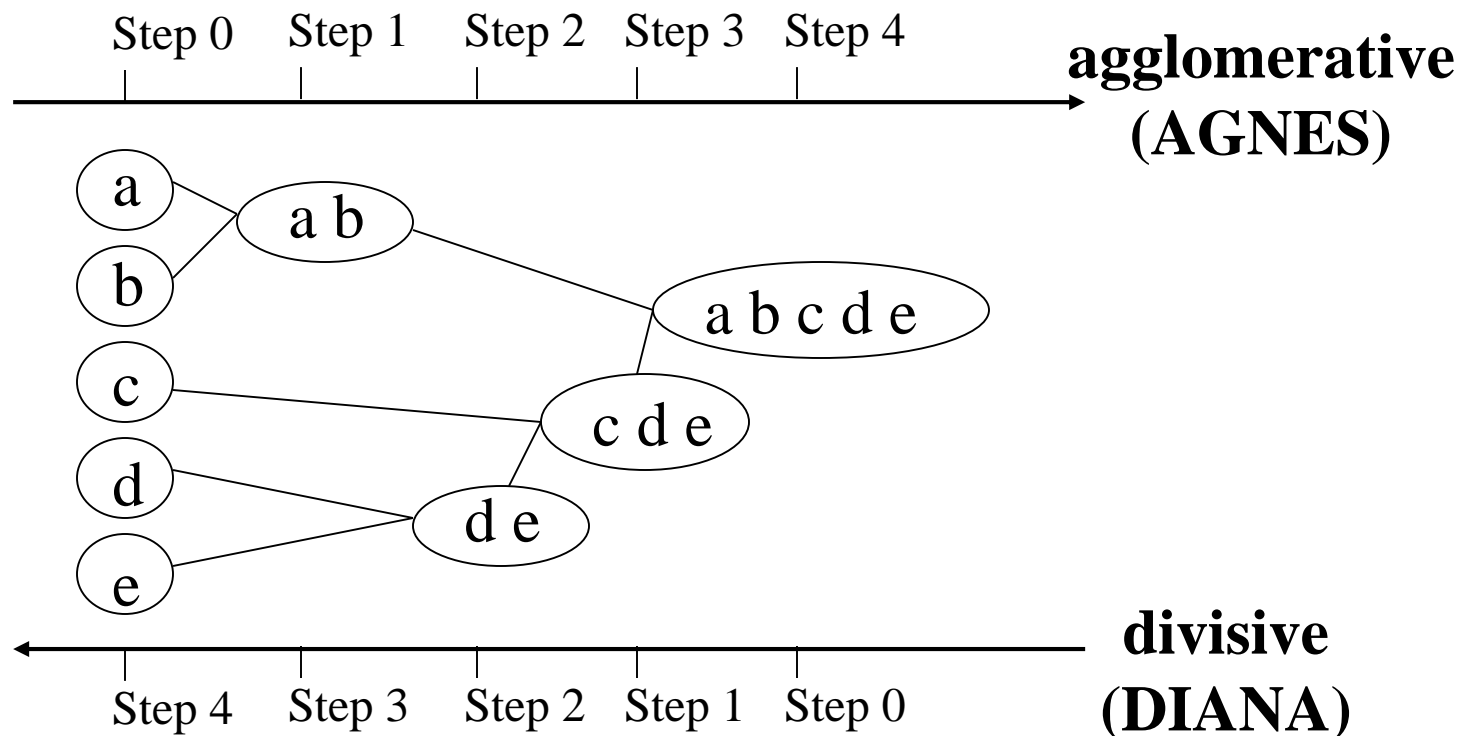 Step 0 Step 1 Step 2 Step 3 Step 4
agglomerative
(AGNES)
a
a b
b
a b c d e
c
c d e
d
d e
e
divisive
(DIANA)
Step 4 Step 3 Step 2 Step 1 Step 0